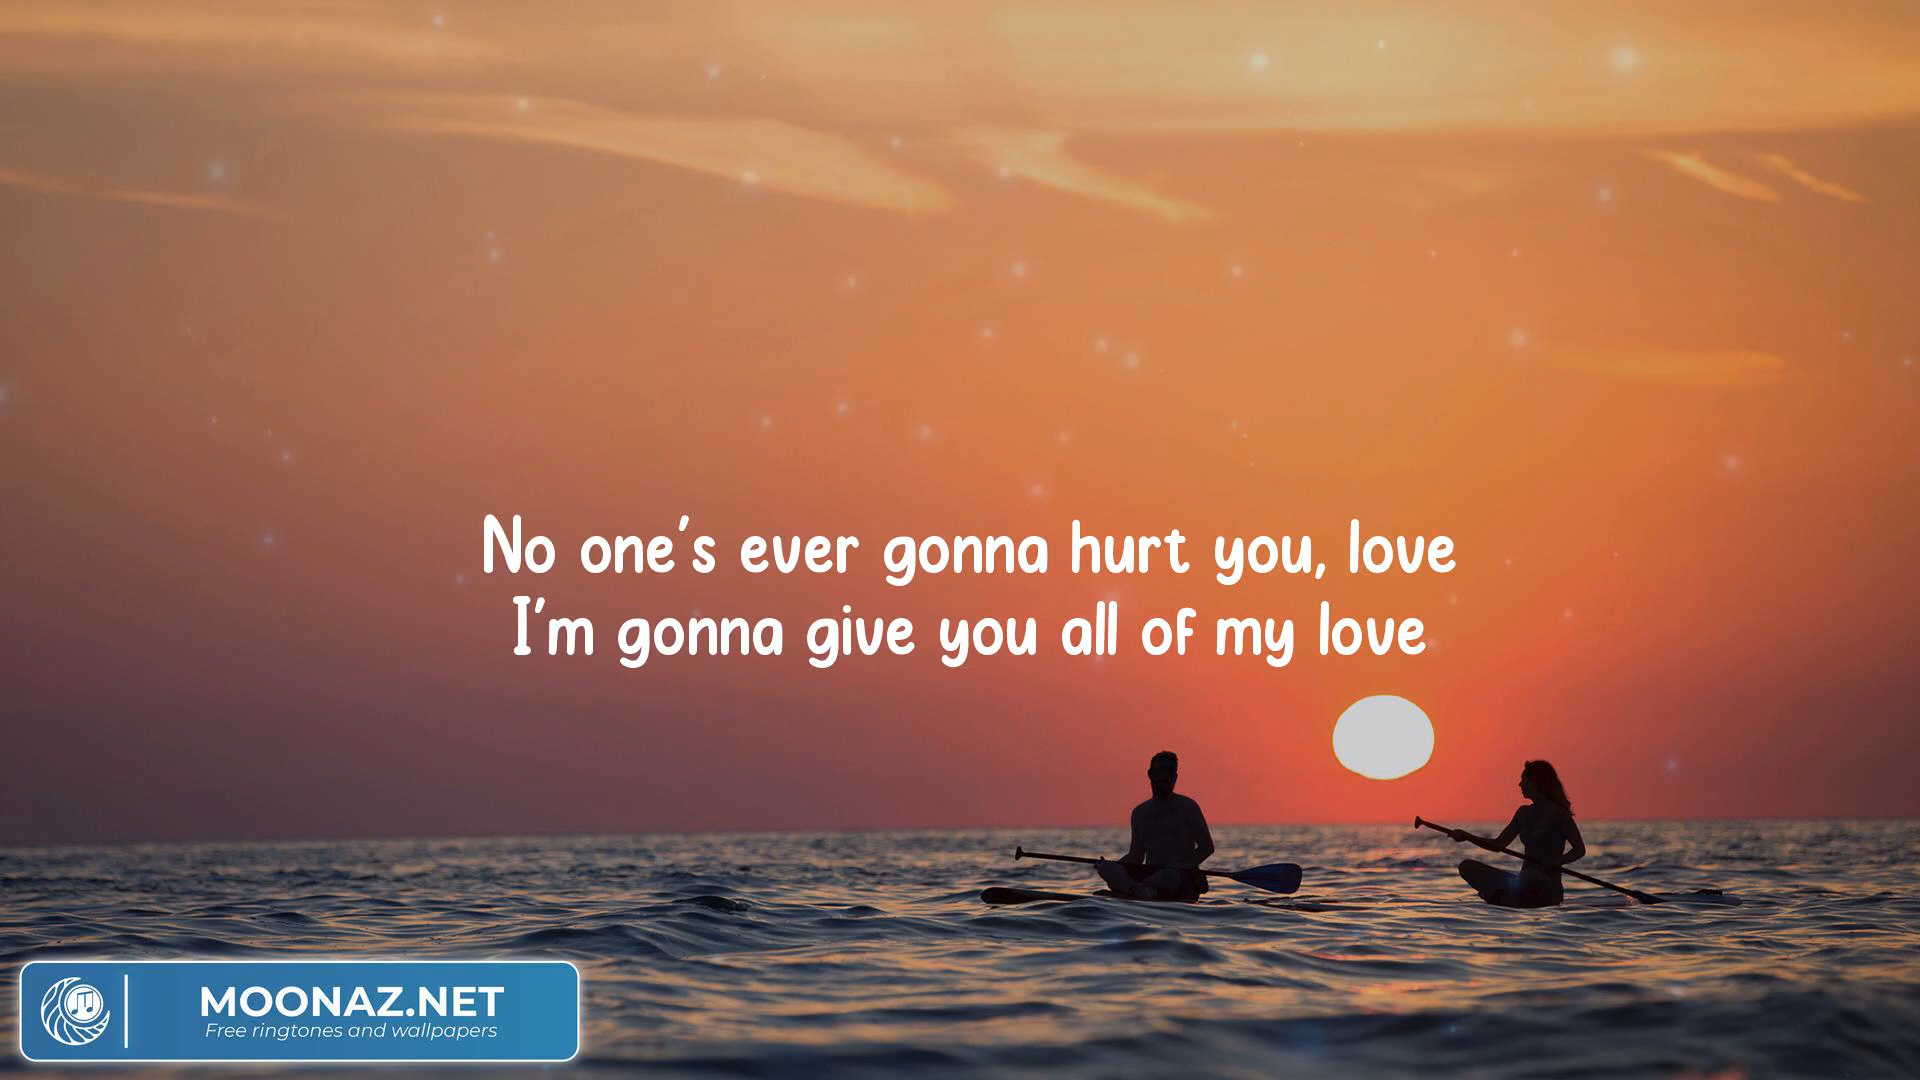 No one's ever gonna hurt you, love
I'm gonna give you all of my love
MOONAZ.NET
Free ringtones and wallpapers